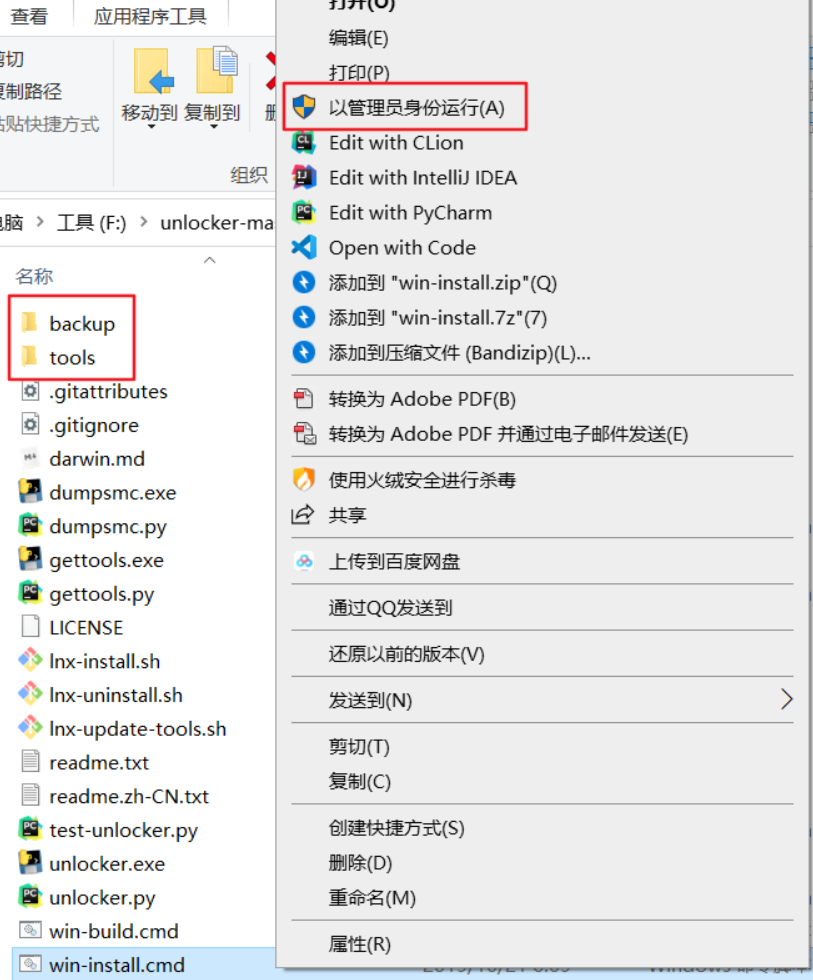 查看
应用程序工具
剪切
复制路径
粘贴快捷方式
移动到
复制到
组织
工具 (F:)
unlocker-ma
名称
backup
tools
.gitattributes
.gitignore
darwin.md
dumpsmc.exe
dumpsmc.py
gettools.exe
gettools.py
LICENSE
lnx-install.sh
lnx-uninstall.sh
lnx-update-tools.sh
readme.txt
readme.zh-CN.txt
test-unlocker.py
unlocker.exe
unlocker.py
win-build.cmd
win-install.cmd
打开(O)
编辑(E)
打印(P)
以管理员身份运行(A)
Edit with CLion
Edit with IntelliJ IDEA
Edit with PyCharm
Open with Code
添加到 "win-install.zip"(Q)
添加到 "win-install.7z"(7)
添加到压缩文件 (Bandizip)(L)...
转换为 Adobe PDF(B)
转换为 Adobe PDF 并通过电子邮件发送(E)
使用火绒安全进行杀毒
共享
上传到百度网盘
通过QQ发送到
还原以前的版本(V)
发送到(N)
剪切(T)
复制(C)
创建快捷方式(S)
删除(D)
重命名(M)
属性(R)